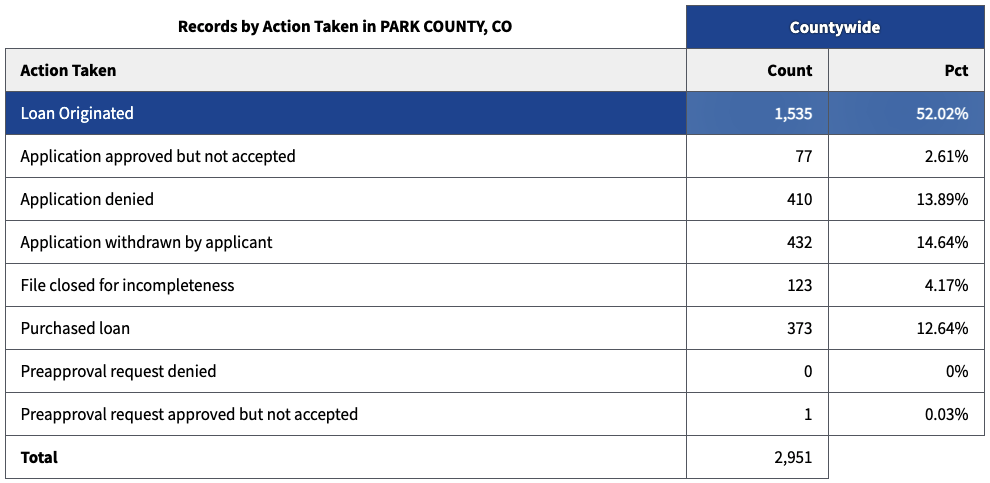 Records by Action Taken in PARK COUNTY, CO Countywide
Action Taken Count Pct
Loan Originated 1,535 52.02%
Application approved but not accepted 77 2.61%
Application denied 410 13.89%
Application withdrawn by applicant 432 14.64%
File closed for incompleteness 123 4.17%
Purchased loan 373 12.64%
Preapproval request denied 0 0%
Preapproval request approved but not accepted 1 0.03%
Total 2,951